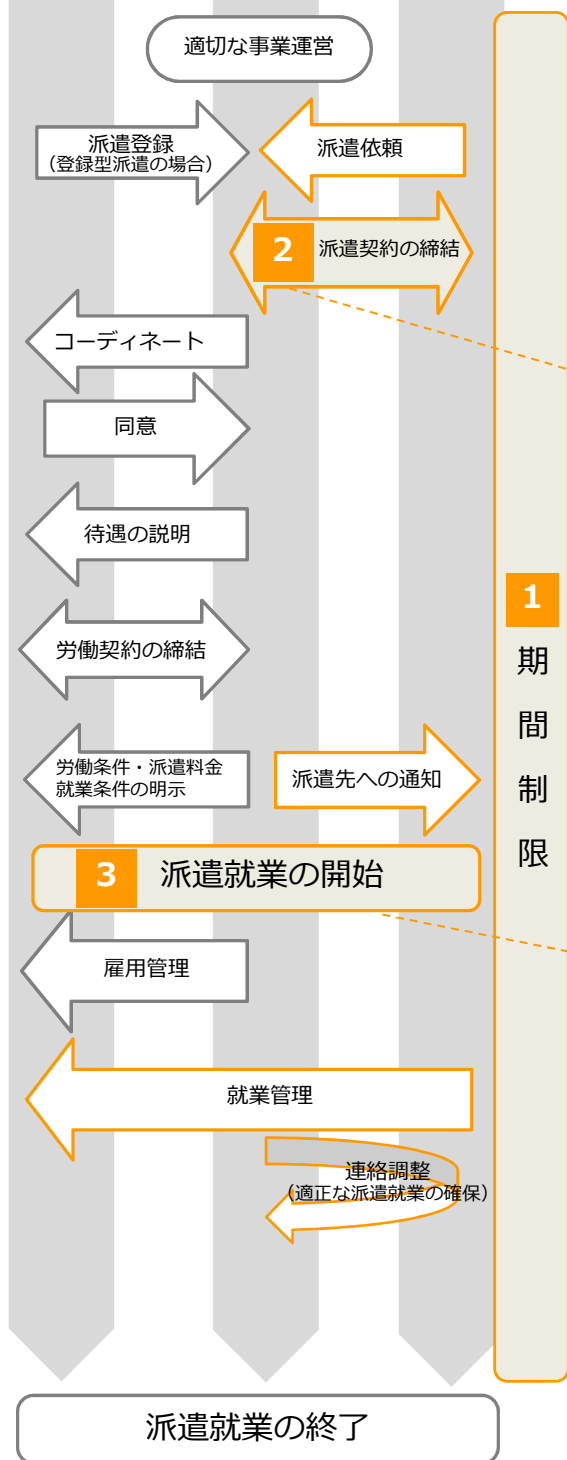 適切な事業運営
派遣登録
(登録型派遣の場合)
派遣依頼
2 派遣契約の締結
コーディネート
同意
待遇の説明
労働契約の締結
労働条件・派遣料金
就業条件の明示
派遣先への通知
3 派遣就業の開始
雇用管理
就業管理
連絡調整
(適正な派遣就業の確保)
1
期
間
制
限
派遣就業の終了